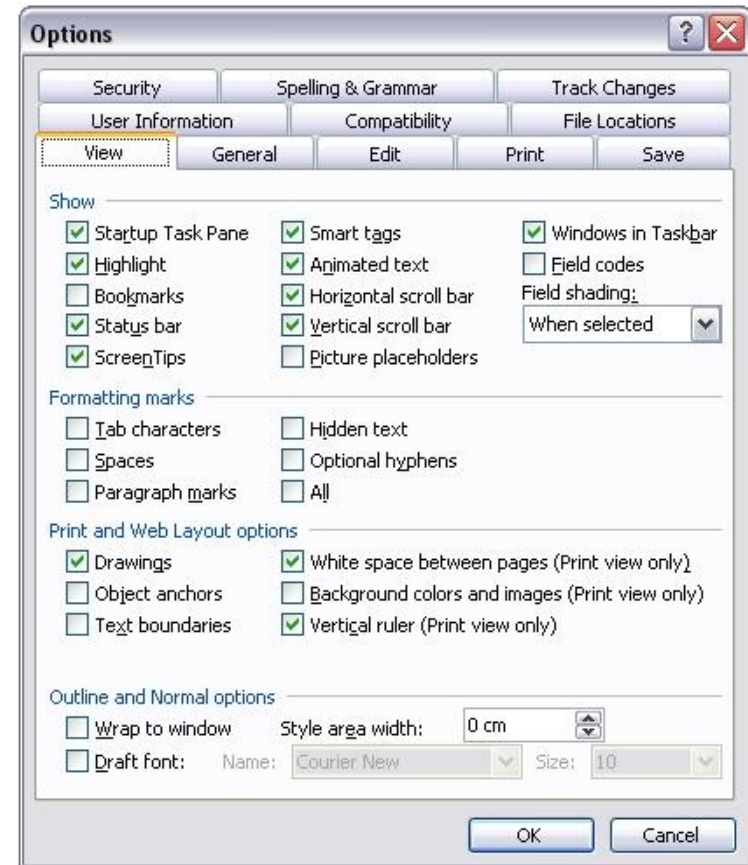 Options
Security Spelling & Grammar Track Changes
User Information Compatibility File Locations
View General Edit Print Save
Show
Startup Task Pane Smart tags Windows in Taskbar
Highlight Animated text Field codes
Bookmarks Horizontal scroll bar Field shading:
Status bar Vertical scroll bar When selected
ScreenTips Picture placeholders
Formatting marks
Tab characters Hidden text
Spaces Optional hyphens
Paragraph marks All
Print and Web Layout options
Drawings White space between pages (Print view only)
Object anchors Background colors and images (Print view only)
Text boundaries Vertical ruler (Print view only)
Outline and Normal options
Wrap to window Style area width: 0 cm
Draft font: Name: Courier New Size: 10
OK Cancel